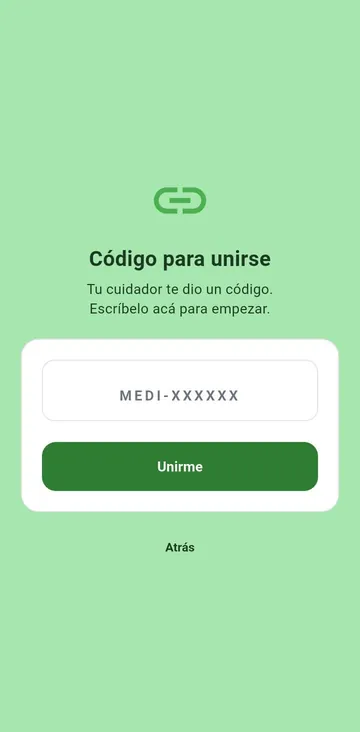 Código para unirse
Tu cuidador te dio un código.
Escríbelo acá para empezar.
MEDI-XXXXXX
Unirme
Atrás